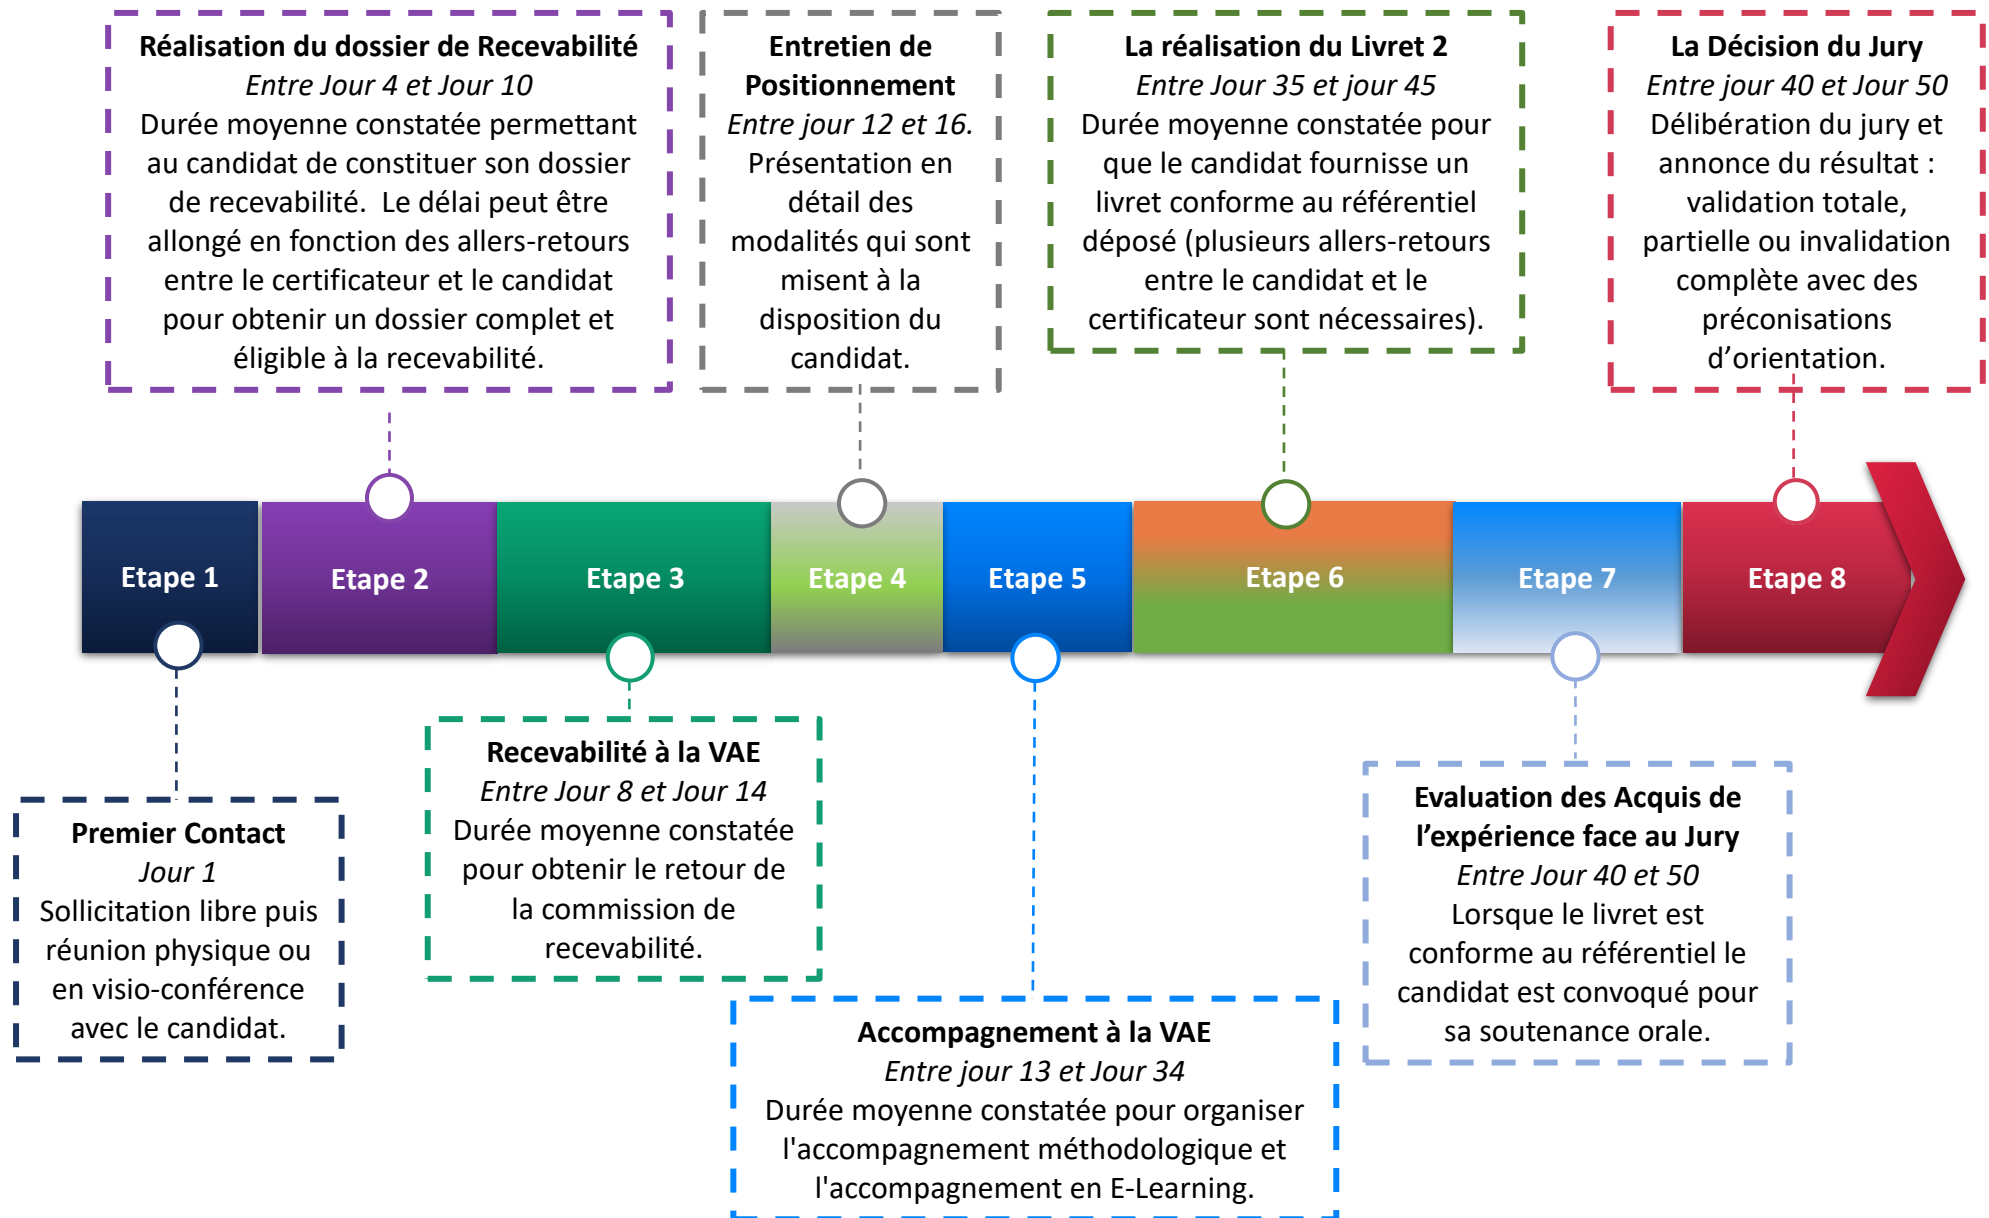 Réalisation du dossier de Recevabilité
Entre Jour 4 et Jour 10
Durée moyenne constatée permettant
au candidat de constituer son dossier
de recevabilité. Le délai peut être
allongé en fonction des allers-retours
entre le certificateur et le candidat
pour obtenir un dossier complet et
éligible à la recevabilité.
Entretien de
Positionnement
Entre jour 12 et 16.
Présentation en
détail des
modalités qui sont
misent à la
disposition du
candidat.
La réalisation du Livret 2
Entre Jour 35 et jour 45
Durée moyenne constatée pour
que le candidat fournisse un
livret conforme au référentiel
déposé (plusieurs allers-retours
entre le candidat et le
certificateur sont nécessaires).
La Décision du Jury
Entre jour 40 et Jour 50
Délibération du jury et
annonce du résultat :
validation totale,
partielle ou invalidation
complète avec des
préconisations
d’orientation.
Etape 1
Etape 2
Etape 3
Etape 4
Etape 5
Etape 6
Etape 7
Etape 8
Premier Contact
Jour 1
Sollicitation libre puis
réunion physique ou
en visio-conférence
avec le candidat.
Recevabilité à la VAE
Entre Jour 8 et Jour 14
Durée moyenne constatée
pour obtenir le retour de
la commission de
recevabilité.
Accompagnement à la VAE
Entre jour 13 et Jour 34
Durée moyenne constatée pour organiser
l'accompagnement méthodologique et
l'accompagnement en E-Learning.
Evaluation des Acquis de
l’expérience face au Jury
Entre Jour 40 et 50
Lorsque le livret est
conforme au référentiel le
candidat est convoqué pour
sa soutenance orale.